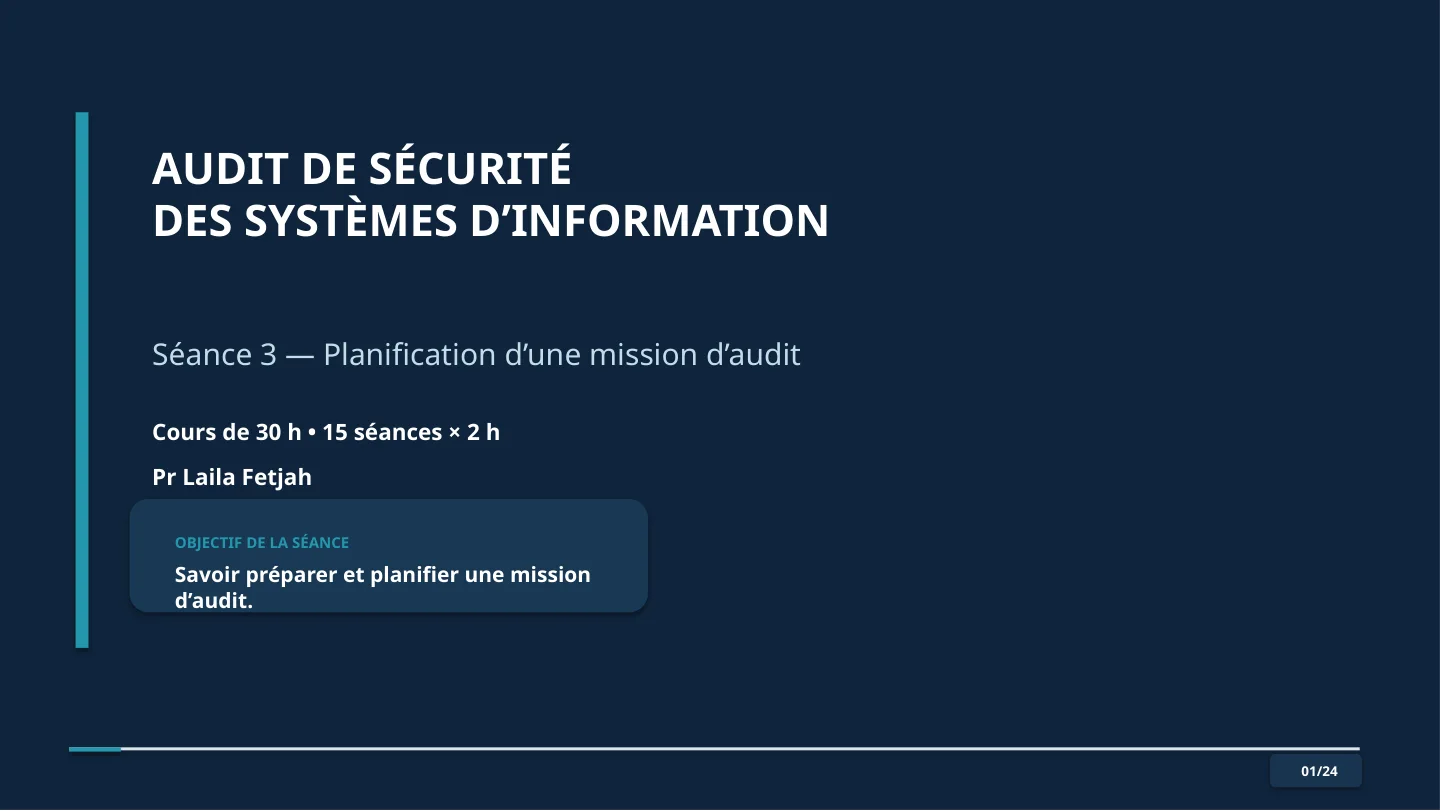 AUDIT DE SÉCURITÉ
DES SYSTÈMES D’INFORMATION
Séance 3 — Planification d’une mission d’audit
Cours de 30 h • 15 séances × 2 h
Pr Laila Fetjah
OBJECTIF DE LA SÉANCE
Savoir préparer et planifier une mission
d’audit.
01/24